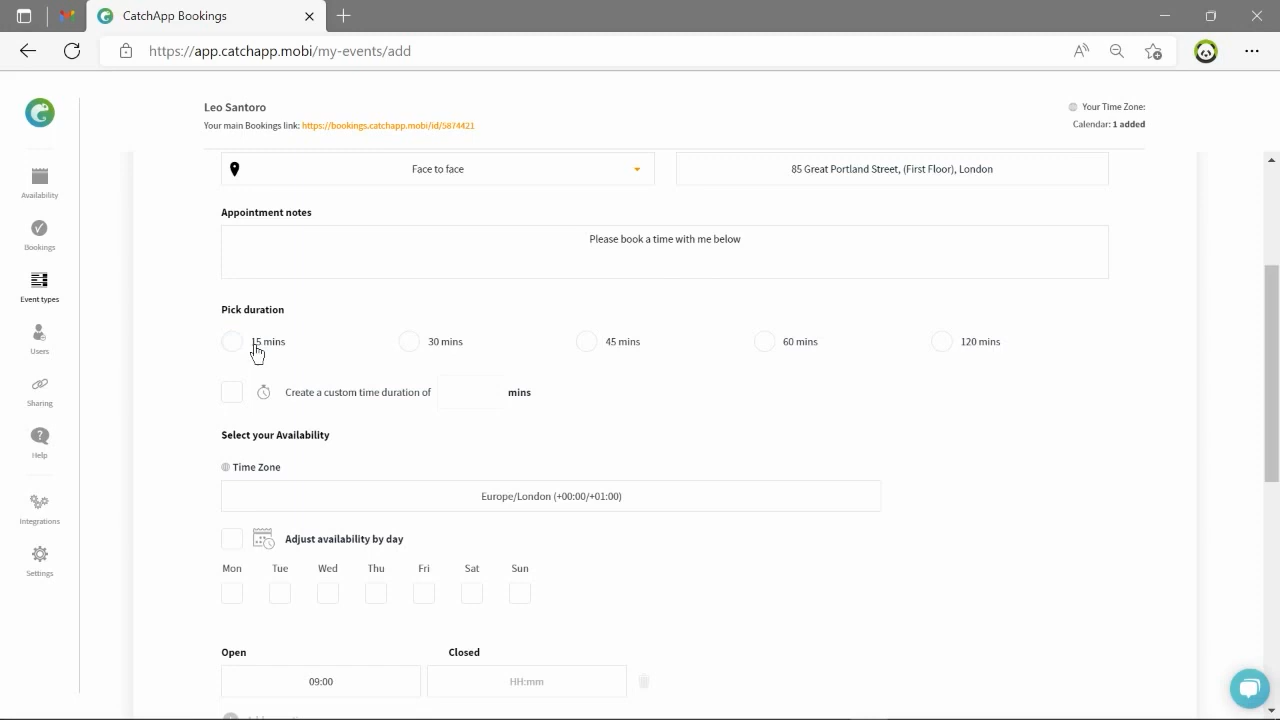 CatchApp Bookings
https://app.catchapp.mobi/my-events/add
Leo Santoro
Your Time Zone:
Your main Bookings link: https://bookings.catchapp.mobi/id/5874421
Calendar: 1 added
Availability
Bookings
Event types
Users
Sharing
Help
Integrations
Settings
Face to face
85 Great Portland Street, (First Floor), London
Appointment notes
Please book a time with me below
Pick duration
15 mins
30 mins
45 mins
60 mins
120 mins
Create a custom time duration of
mins
Select your Availability
Time Zone
Europe/London (+00:00/+01:00)
Adjust availability by day
Mon Tue Wed Thu Fri Sat Sun
Open
Closed
09:00
HH:mm